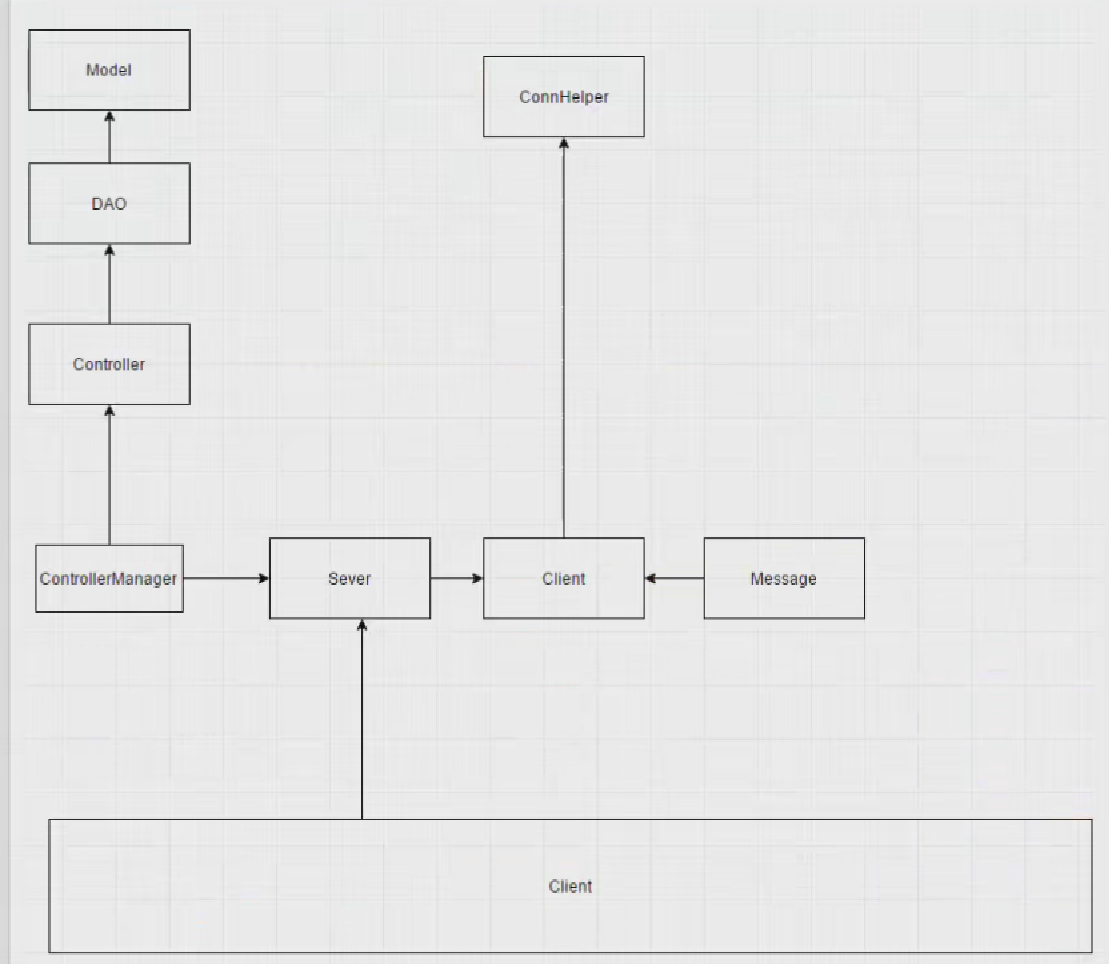 Model
ConnHelper
DAO
Controller
ControllerManager
Sever
Client
Message
Client